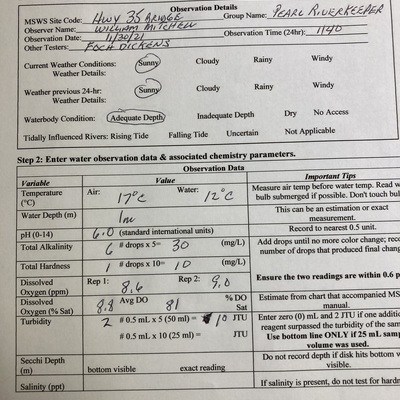 Observation Details
MSWS Site Code: HWY 35 BRIDGE Group Name: PEARL RIVERKEEPER
Observer Name: WILLIAM MITCHELL
Observation Date: 11/30/21 Observation Time (24hr): 1140
Other Testers: FOCH DICKENS
Current Weather Conditions: Sunny Cloudy Rainy Windy
Weather Details:
Weather previous 24-hr: Sunny Cloudy Rainy Windy
Weather Details:
Waterbody Condition: Adequate Depth Inadequate Depth Dry No Access
Tidally Influenced Rivers: Rising Tide Falling Tide Uncertain Not Applicable
Step 2: Enter water observation data & associated chemistry parameters.
Observation Data
Variable Value Important Tips
Temperature (°C) Air: 17°C Water: 12°C Measure air temp before water temp. Read w
bulb submerged if possible. Don't touch bul
Water Depth (m) 1m This can be an estimation or exact
measurement.
pH (0-14) 6.0 (standard international units) Record to nearest 0.5 unit.
Total Alkalinity 6 # drops x 5= 30 (mg/L) Add drops until no more color change; rec
number of drops that produced final chang
Total Hardness 1 # drops x 10= 10 (mg/L)
Dissolved Oxygen (ppm) Rep 1: 8.6 Rep 2: 9.0 Ensure the two readings are within 0.6 p
Dissolved Oxygen (% Sat) 8.8 Avg DO 81 % DO Sat Estimate from chart that accompanied MS
manual.
Turbidity 2 # 0.5 mL x 5 (50 ml) = 10 JTU Enter zero (0) mL and 2 JTU if one additio
reagent surpassed the turbidity of the sam
# 0.5 mL x 10 (25 ml) = JTU Use bottom line ONLY if 25 mL samp
volume was used.
Secchi Depth (m) bottom visible exact reading Do not record depth if disk hits bottom
visible.
Salinity (ppt) If salinity is present, do not test for hard